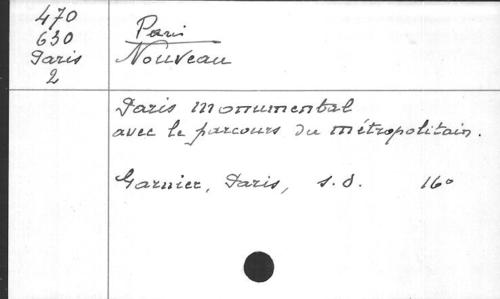 470
630
Paris
2
Paris
Nouveau
Paris monumental
avec le parcours du métropolitain.
Garnier, Paris, s.d. 16°